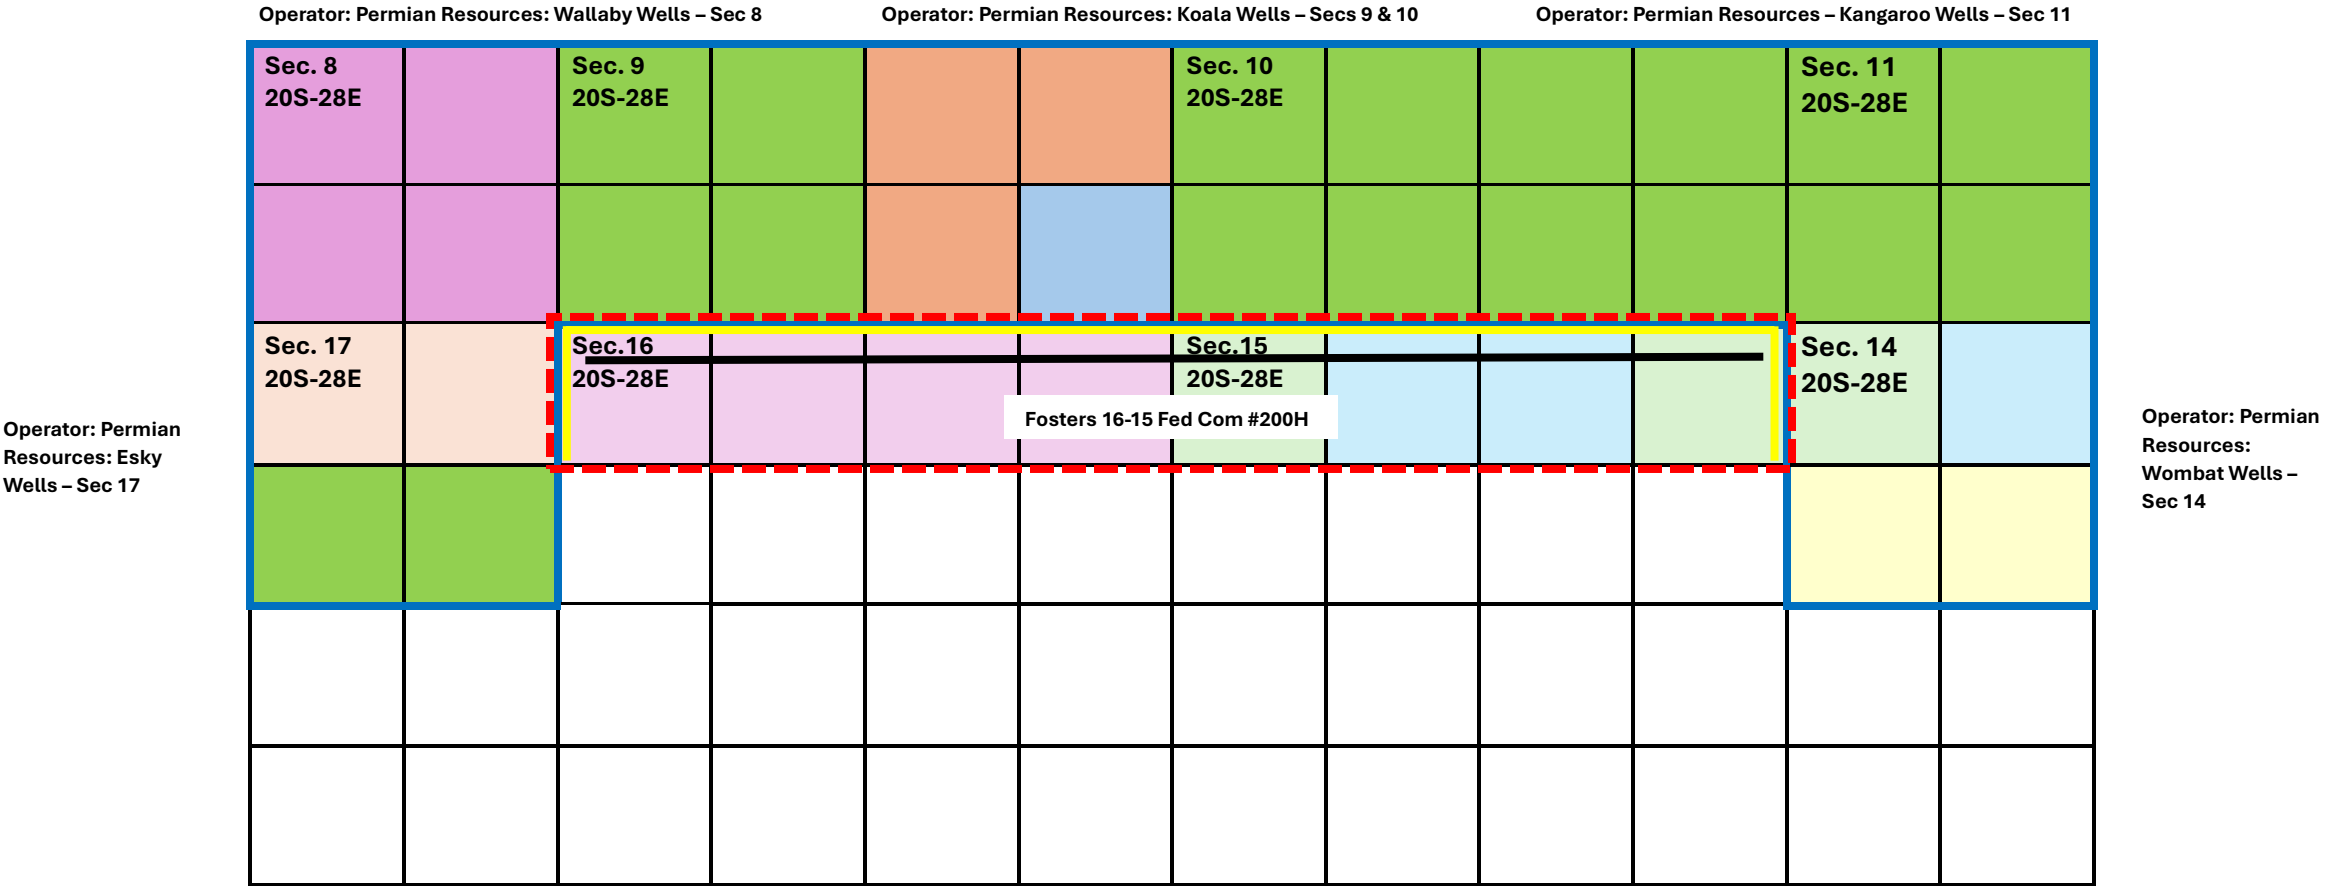 Operator: Permian Resources: Wallaby Wells – Sec 8
Operator: Permian Resources: Koala Wells – Secs 9 & 10
Operator: Permian Resources – Kangaroo Wells – Sec 11
Sec. 8
20S-28E
Sec. 9
20S-28E
Sec. 10
20S-28E
Sec. 11
20S-28E
Sec. 17
20S-28E
Sec.16
20S-28E
Sec.15
20S-28E
Sec. 14
20S-28E
Fosters 16-15 Fed Com #200H
Operator: Permian
Resources: Esky
Wells – Sec 17
Operator: Permian
Resources:
Wombat Wells –
Sec 14